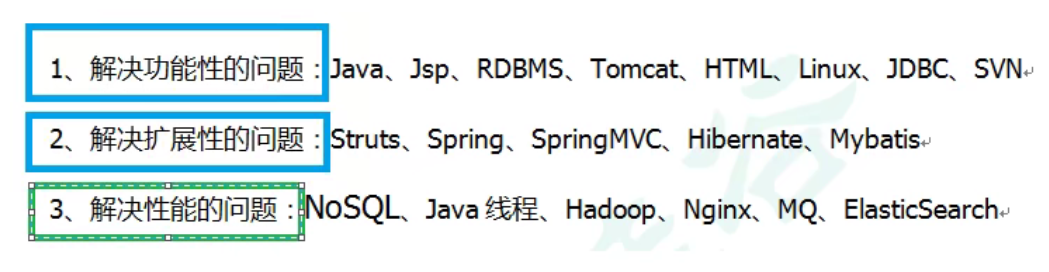 1、解决功能性的问题：Java、Jsp、RDBMS、Tomcat、HTML、Linux、JDBC、SVN
2、解决扩展性的问题：Struts、Spring、SpringMVC、Hibernate、Mybatis
3、解决性能的问题：NoSQL、Java 线程、Hadoop、Nginx、MQ、ElasticSearch